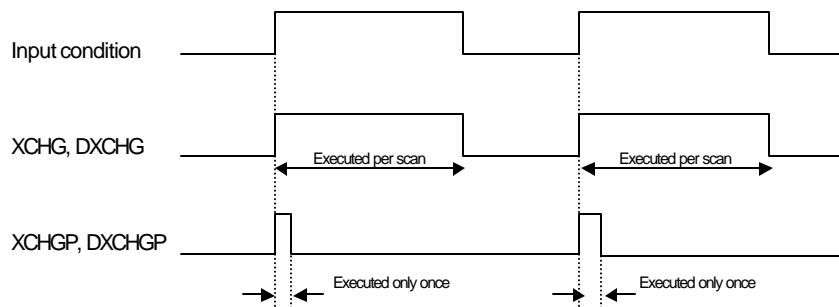 Input condition
XCHG, DXCHG
Executed per scan
Executed per scan
XCHGP, DXCHGP
Executed only once
Executed only once